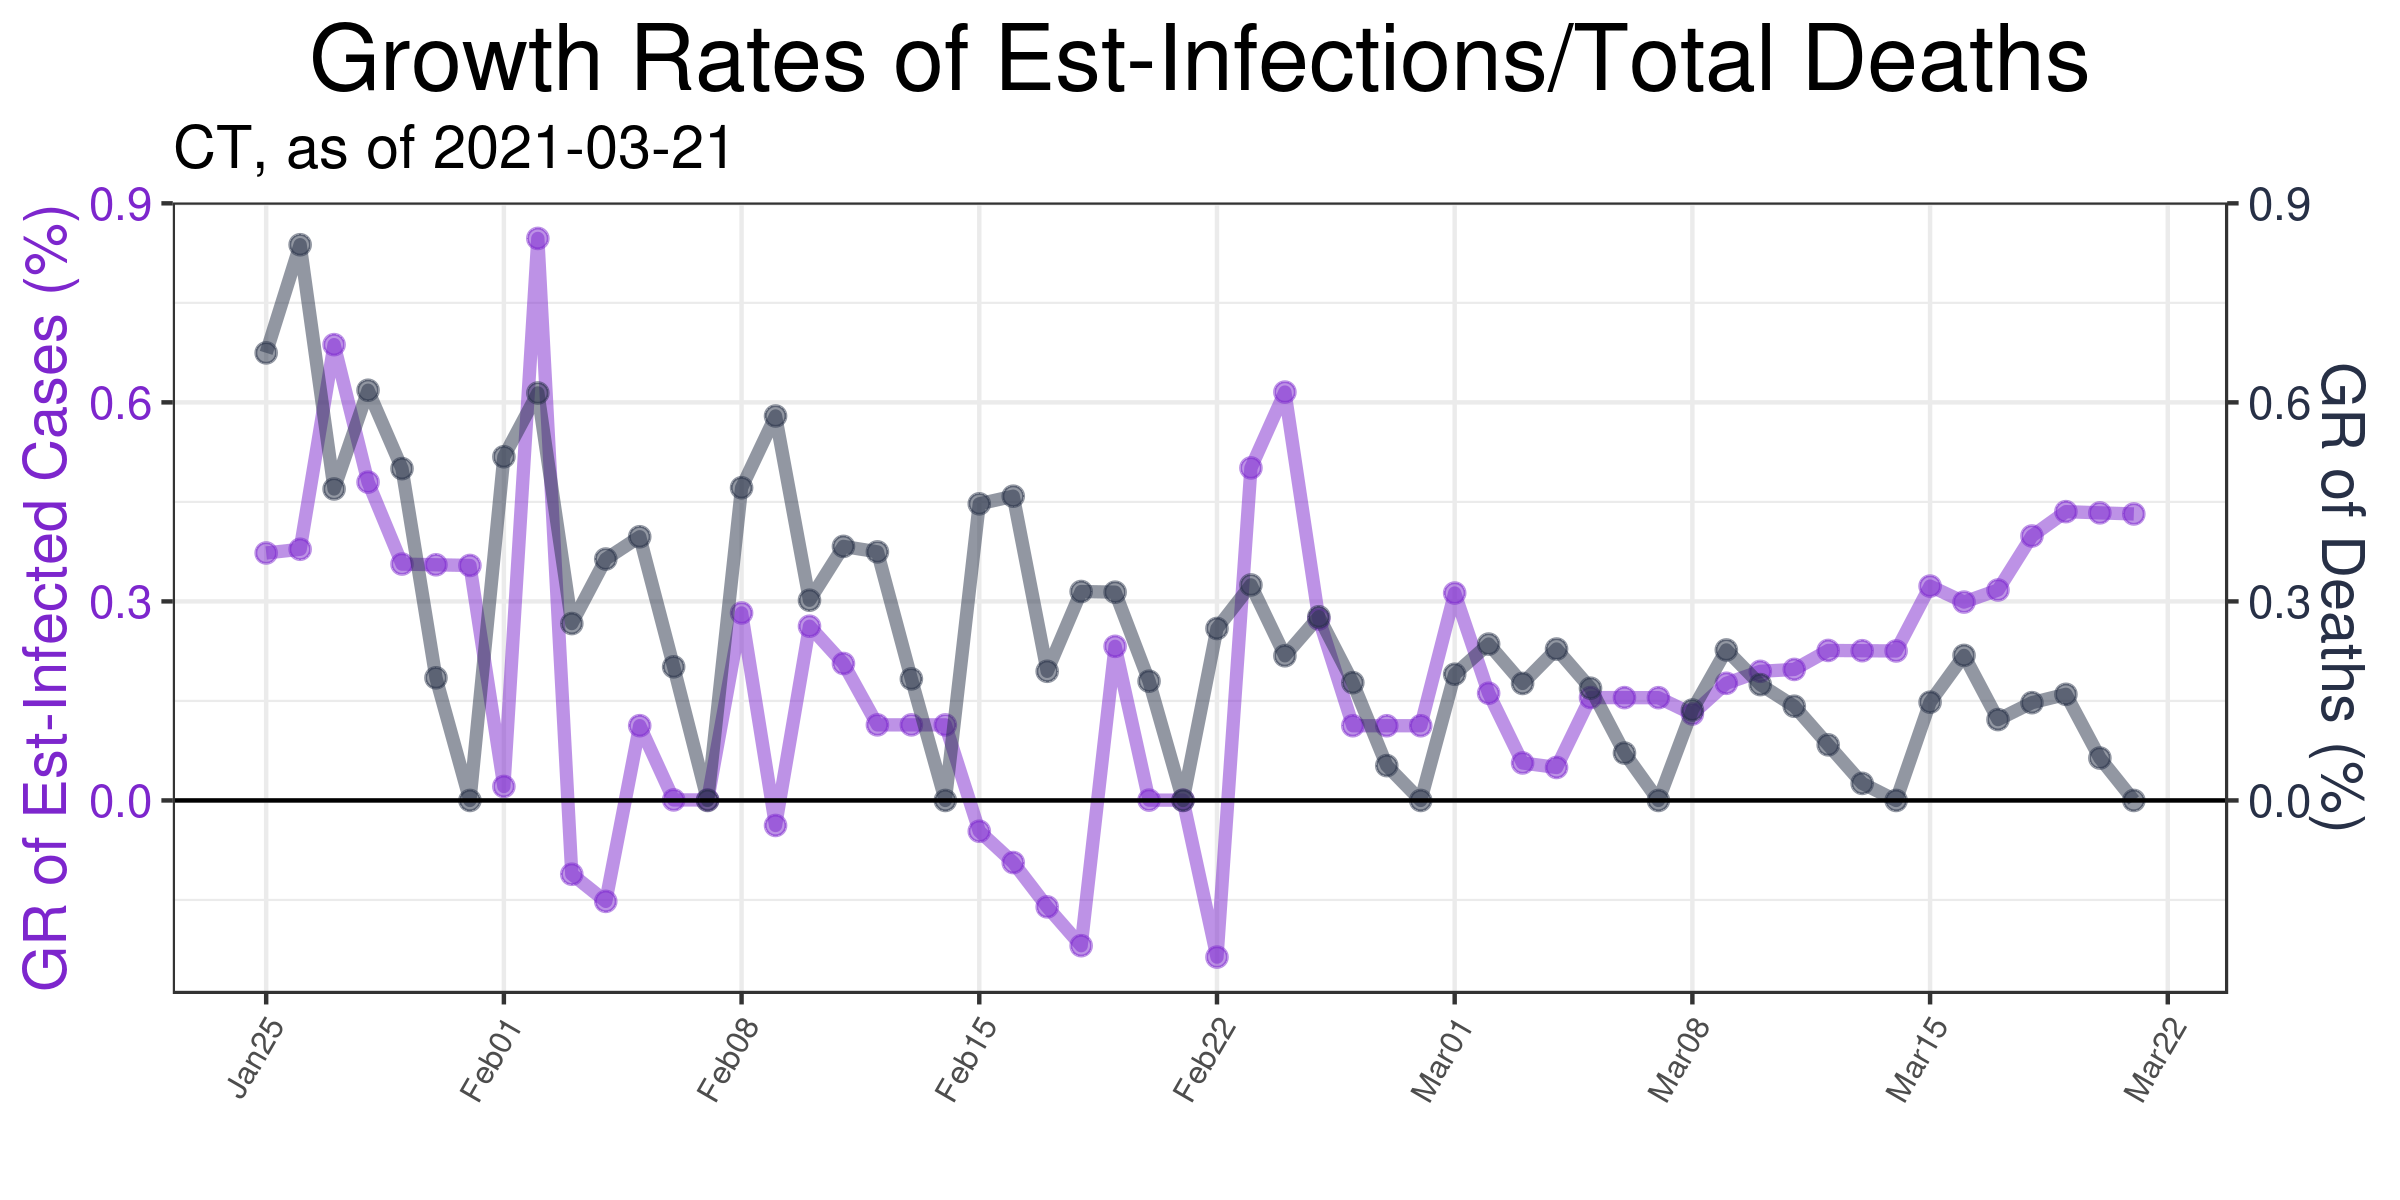 Growth Rates of Est-Infections/Total Deaths
CT, as of 2021-03-21
GR of Est-Infected Cases (%)
0.9
0.6
0.3
0.0
0.9
0.6
0.3
0.0
GR of Deaths (%)
Jan25
Feb01
Feb08
Feb15
Feb22
Mar01
Mar08
Mar15
Mar22